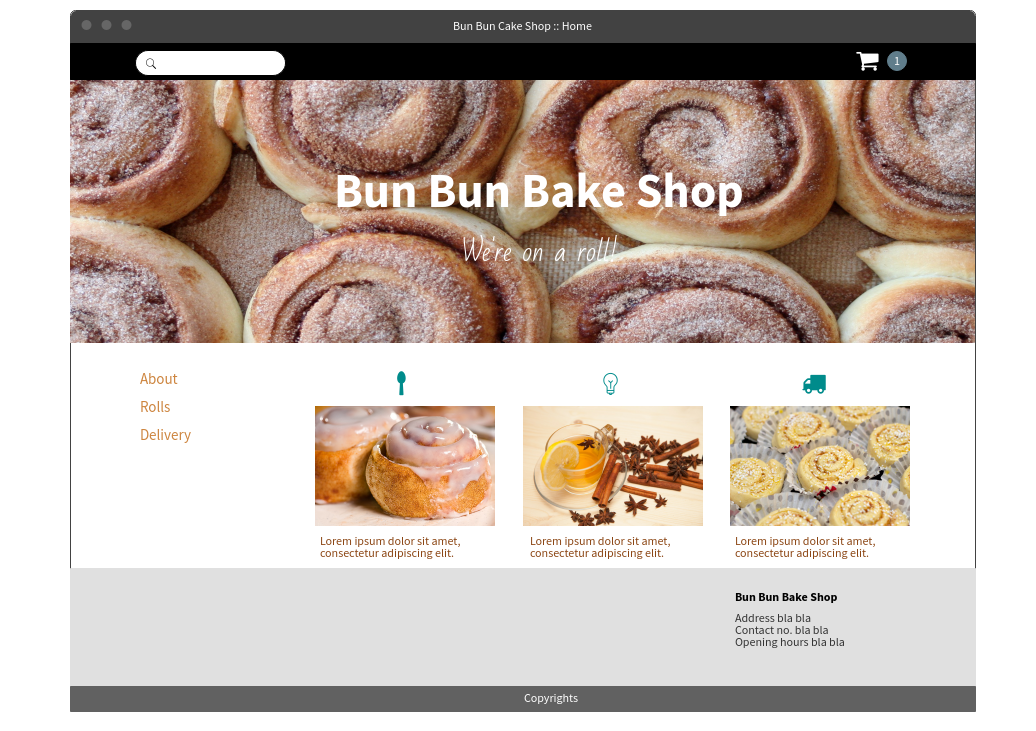 Bun Bun Cake Shop :: Home
1
Bun Bun Bake Shop
We're on a roll!
About
Rolls
Delivery
Lorem ipsum dolor sit amet,
consectetur adipiscing elit.
Lorem ipsum dolor sit amet,
consectetur adipiscing elit.
Lorem ipsum dolor sit amet,
consectetur adipiscing elit.
Bun Bun Bake Shop
Address bla bla
Contact no. bla bla
Opening hours bla bla
Copyrights